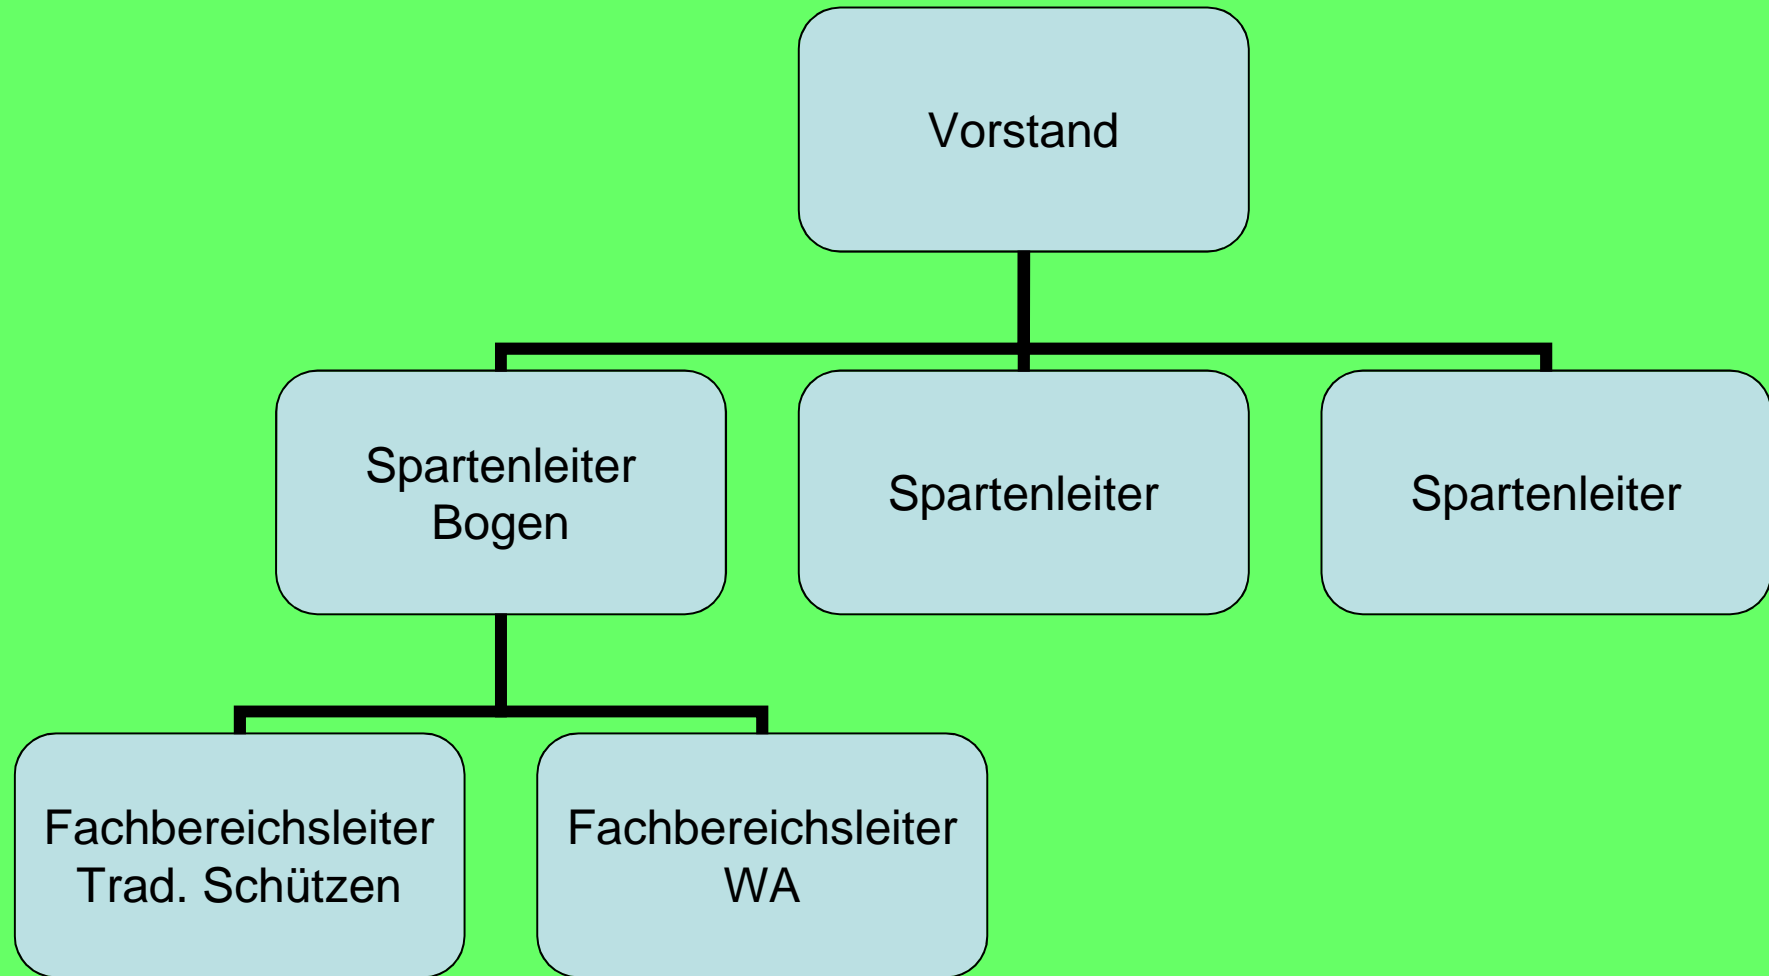 Vorstand
Spartenleiter
Bogen
Spartenleiter
Spartenleiter
Fachbereichsleiter
Trad. Schützen
Fachbereichsleiter
WA